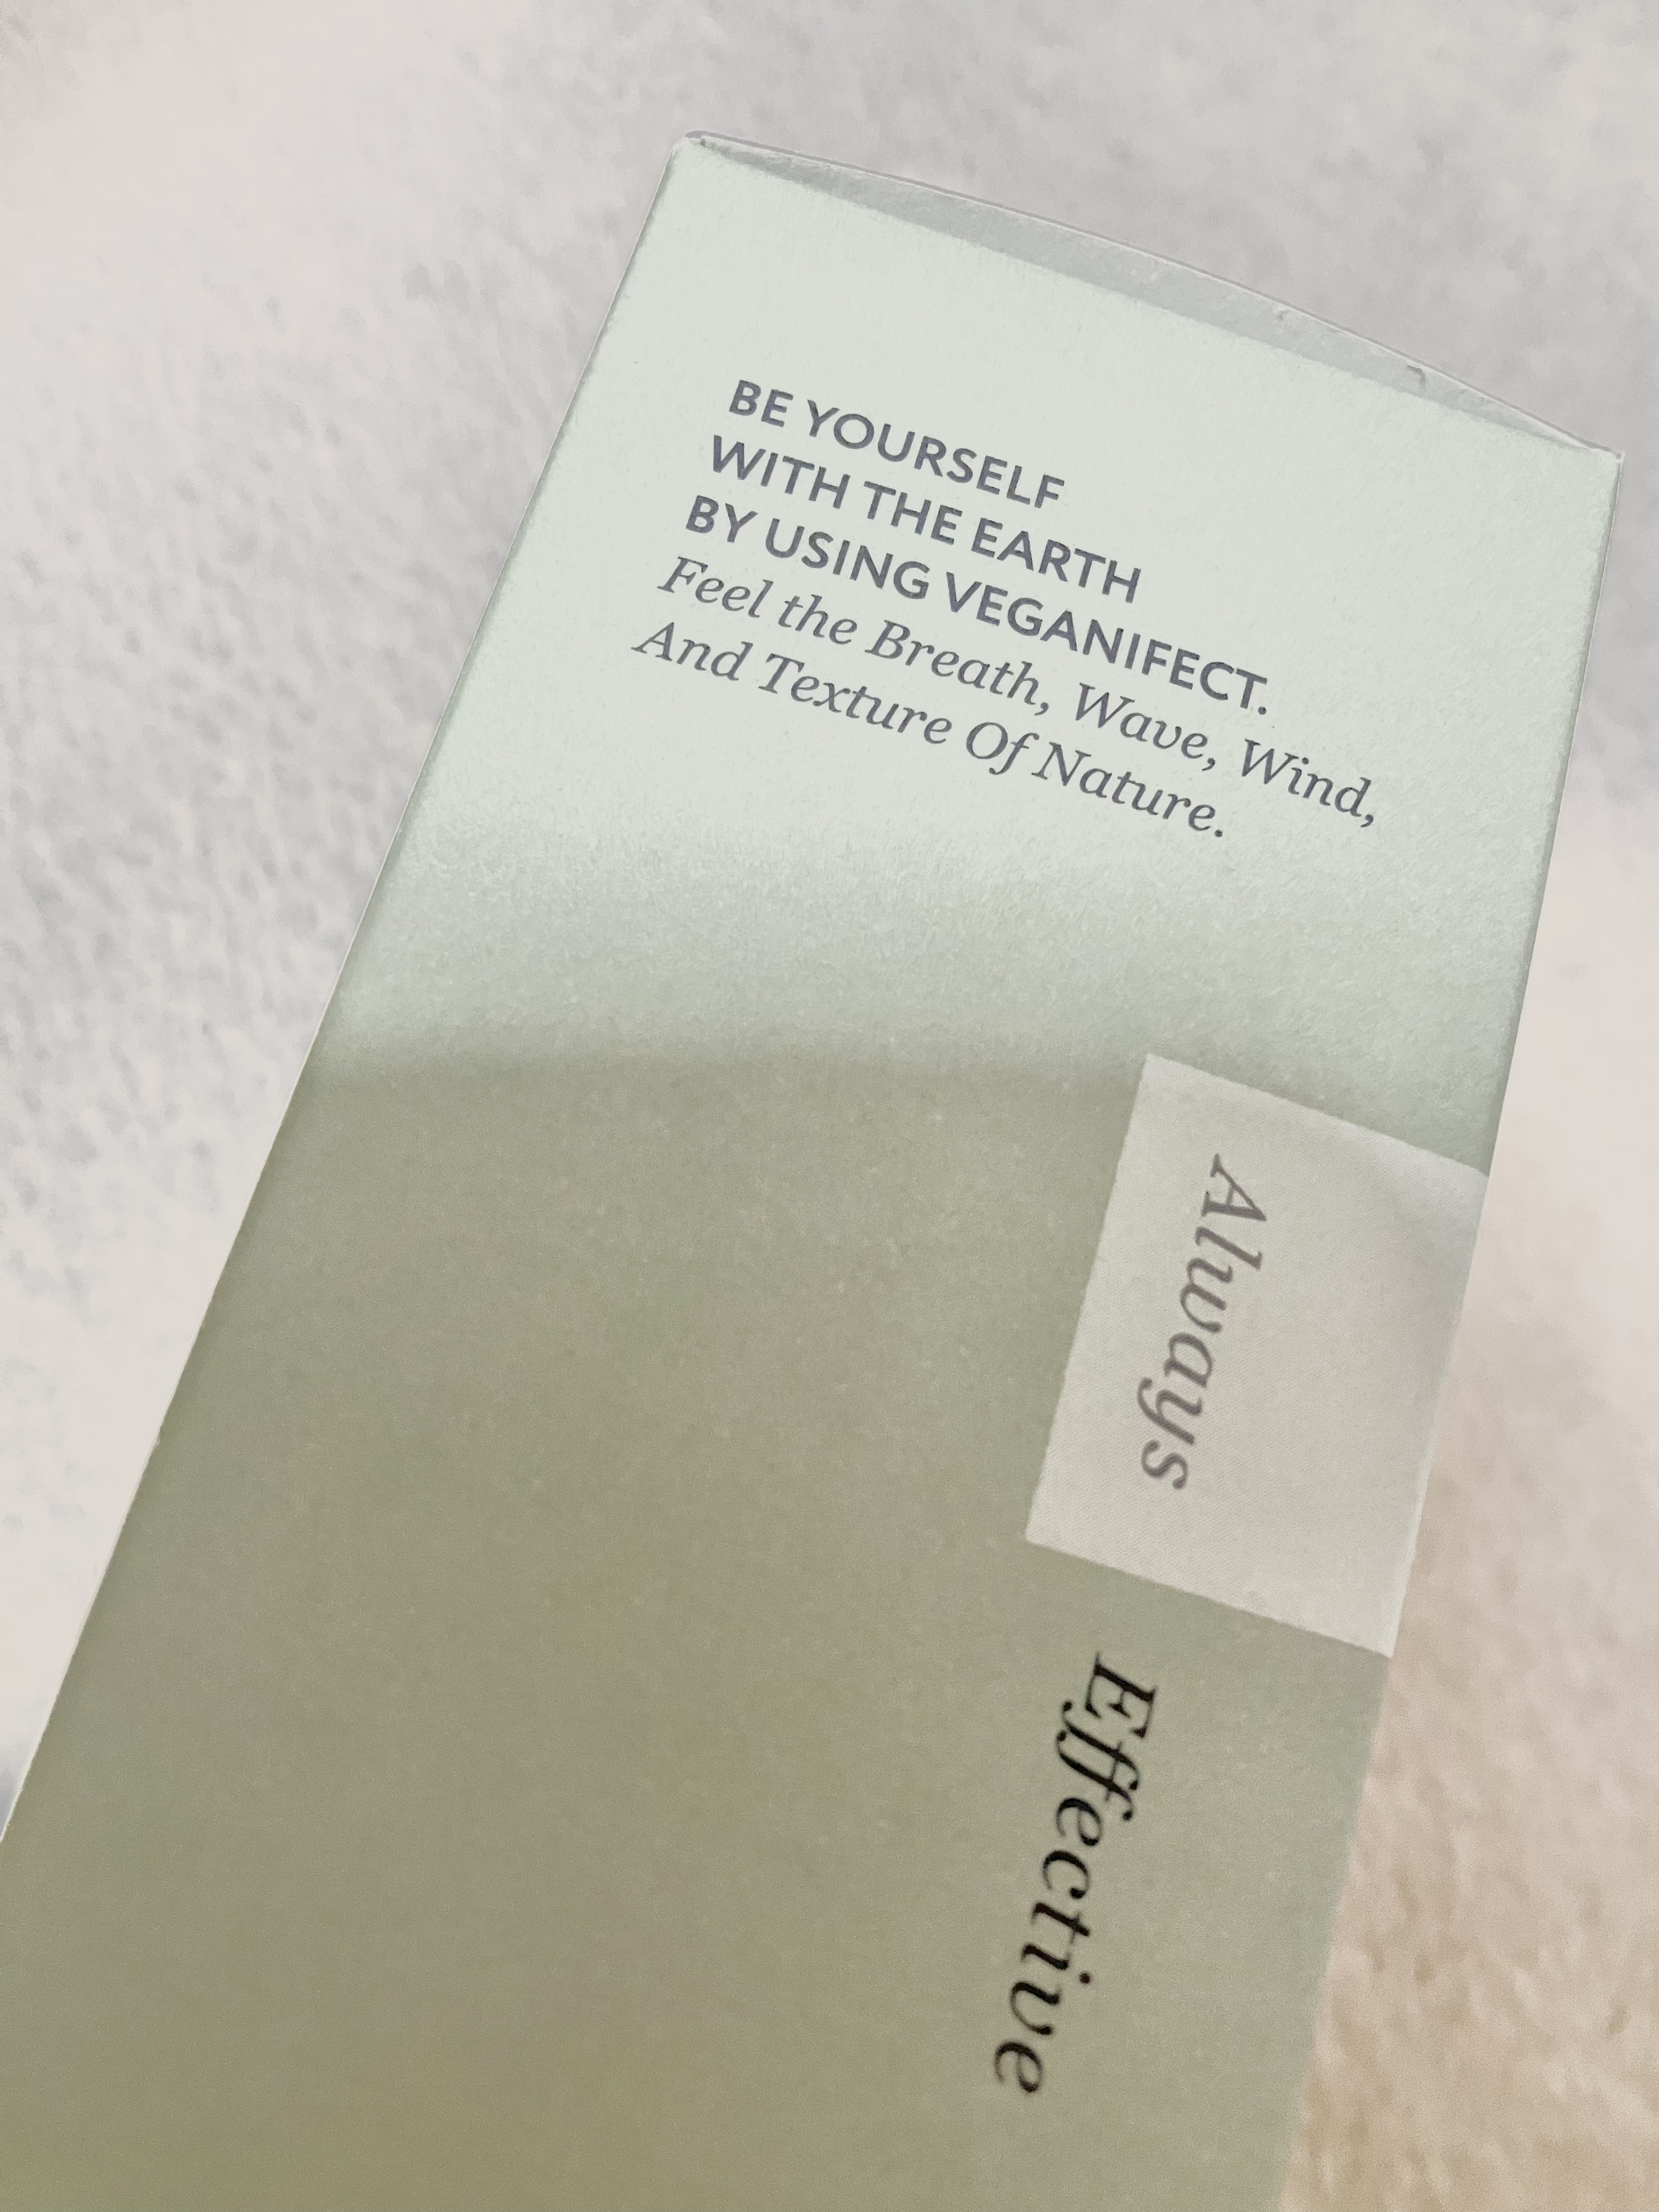 BE YOURSELF
WITH THE EARTH
BY USING VEGANIFECT.
Feel the Breath, Wave, Wind,
And Texture Of Nature.
Always
Effective